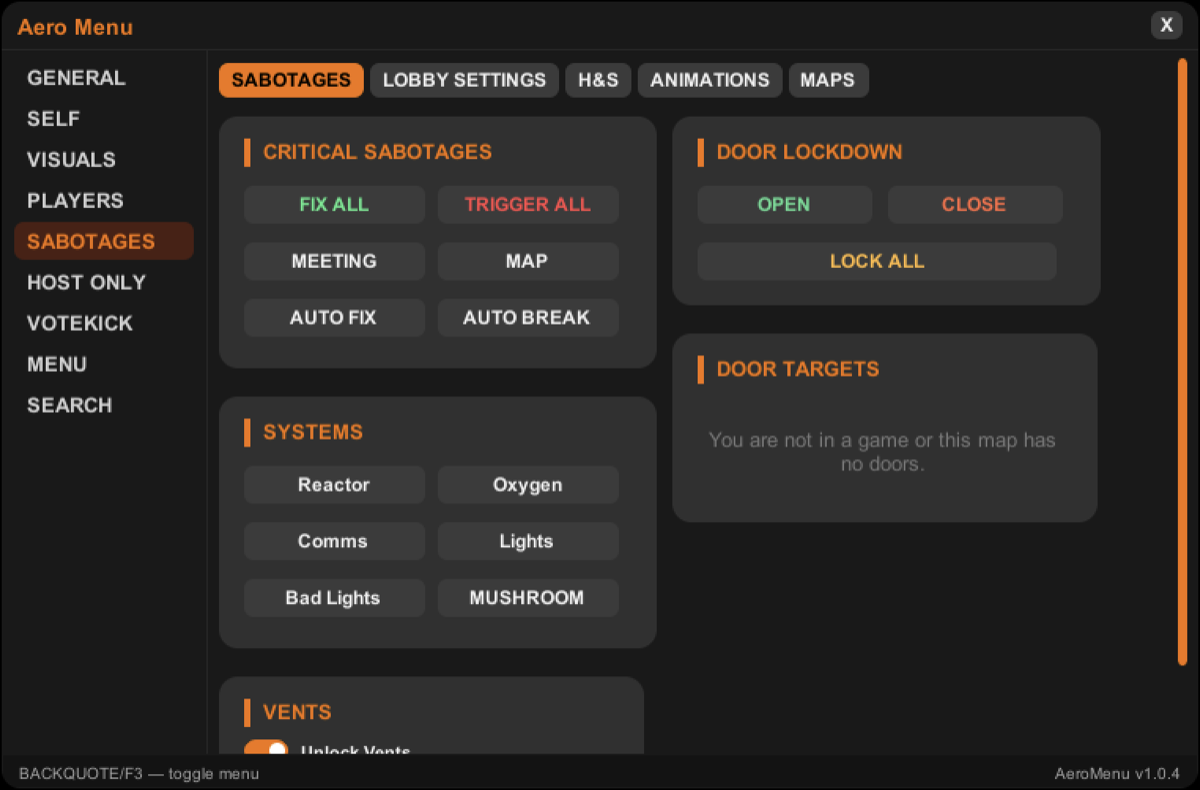 Aero Menu
X
GENERAL
SELF
VISUALS
PLAYERS
SABOTAGES
HOST ONLY
VOTEKICK
MENU
SEARCH
SABOTAGES
LOBBY SETTINGS
H&S
ANIMATIONS
MAPS
CRITICAL SABOTAGES
FIX ALL
TRIGGER ALL
MEETING
MAP
AUTO FIX
AUTO BREAK
SYSTEMS
Reactor
Oxygen
Comms
Lights
Bad Lights
MUSHROOM
VENTS
Unlock Vents
DOOR LOCKDOWN
OPEN
CLOSE
LOCK ALL
DOOR TARGETS
You are not in a game or this map has
no doors.
BACKQUOTE/F3 — toggle menu
AeroMenu v1.0.4